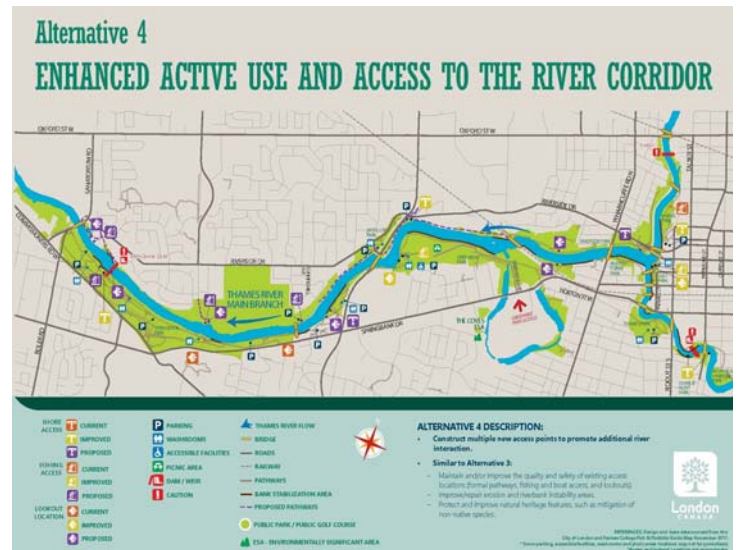 Alternative 4
ENHANCED ACTIVE USE AND ACCESS TO THE RIVER CORRIDOR
OXFORD ST W
OXFORD ST W
RIVERSIDE DR
RIVERSIDE DR
THAMES RIVER
MAIN BRANCH
SPRINGBANK DR
HORTON ST W
THE COVES
ESA
SHORE
ACCESS
CURRENT
IMPROVED
PROPOSED
FISHING
ACCESS
CURRENT
IMPROVED
PROPOSED
LOOKOUT
LOCATION
CURRENT
IMPROVED
PROPOSED
P PARKING
WASHROOMS
ACCESSIBLE FACILITIES
PICNIC AREA
DAM / WEIR
CAUTION
THAMES RIVER FLOW
BRIDGE
ROADS
RAILWAY
PATHWAYS
BANK STABILIZATION AREA
PROPOSED PATHWAYS
PUBLIC PARK / PUBLIC GOLF COURSE
ESA - ENVIRONMENTALLY SIGNIFICANT AREA
ALTERNATIVE 4 DESCRIPTION:
• Construct multiple new access points to promote additional river
interaction.
• Similar to Alternative 3:
– Maintain and/or improve the quality and safety of existing access
locations (formal pathways, fishing and boat access, and lookouts).
– Improve/repair erosion and riverbank instability areas.
– Protect and improve natural heritage features, such as mitigation of
non-native species.
London
CANADA